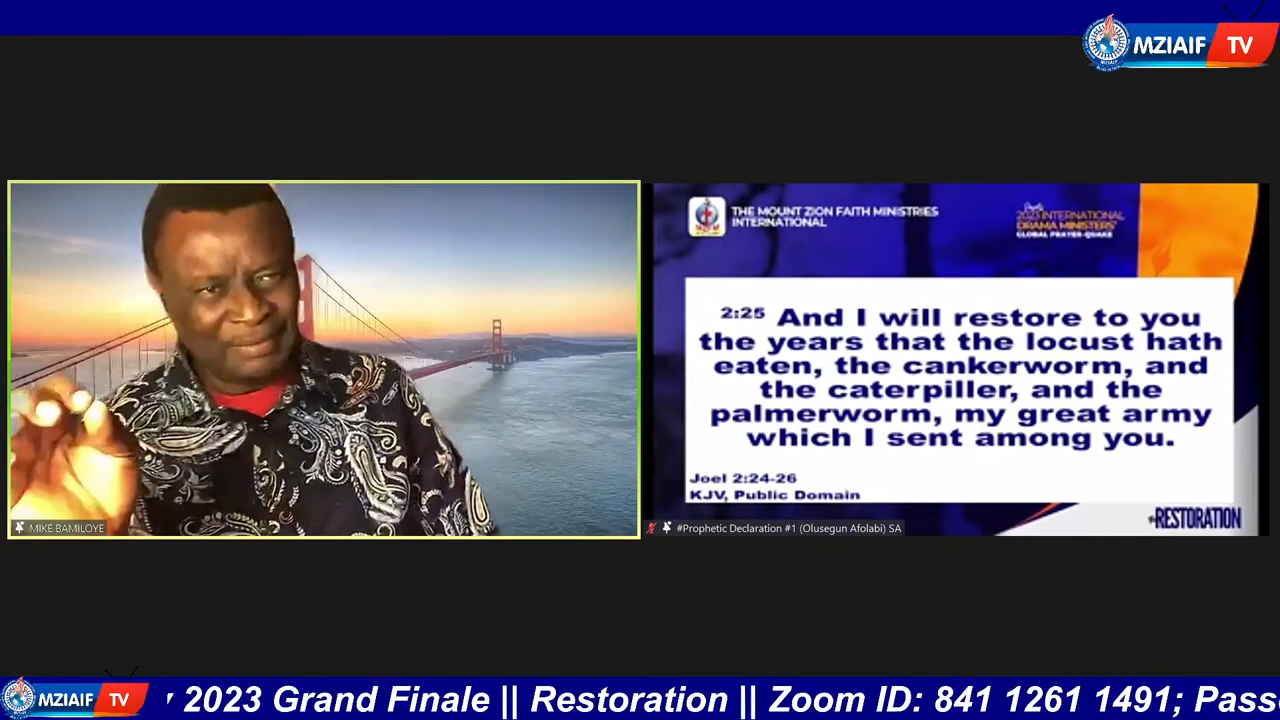 MZIAIF TV
THE MOUNT ZION FAITH MINISTRIES
INTERNATIONAL
2023 INTERNATIONAL
DRAMA MINISTERS'
GLOBAL PRAYER-QUAKE
2:25 And I will restore to you
the years that the locust hath
eaten, the cankerworm, and
the caterpiller, and the
palmerworm, my great army
which I sent among you.
Joel 2:24-26
KJV, Public Domain
#RESTORATION
MIKE BAMILOYE
#Prophetic Declaration #1 (Olusegun Afolabi) SA
MZIAIF TV
y 2023 Grand Finale || Restoration || Zoom ID: 841 1261 1491; Pass